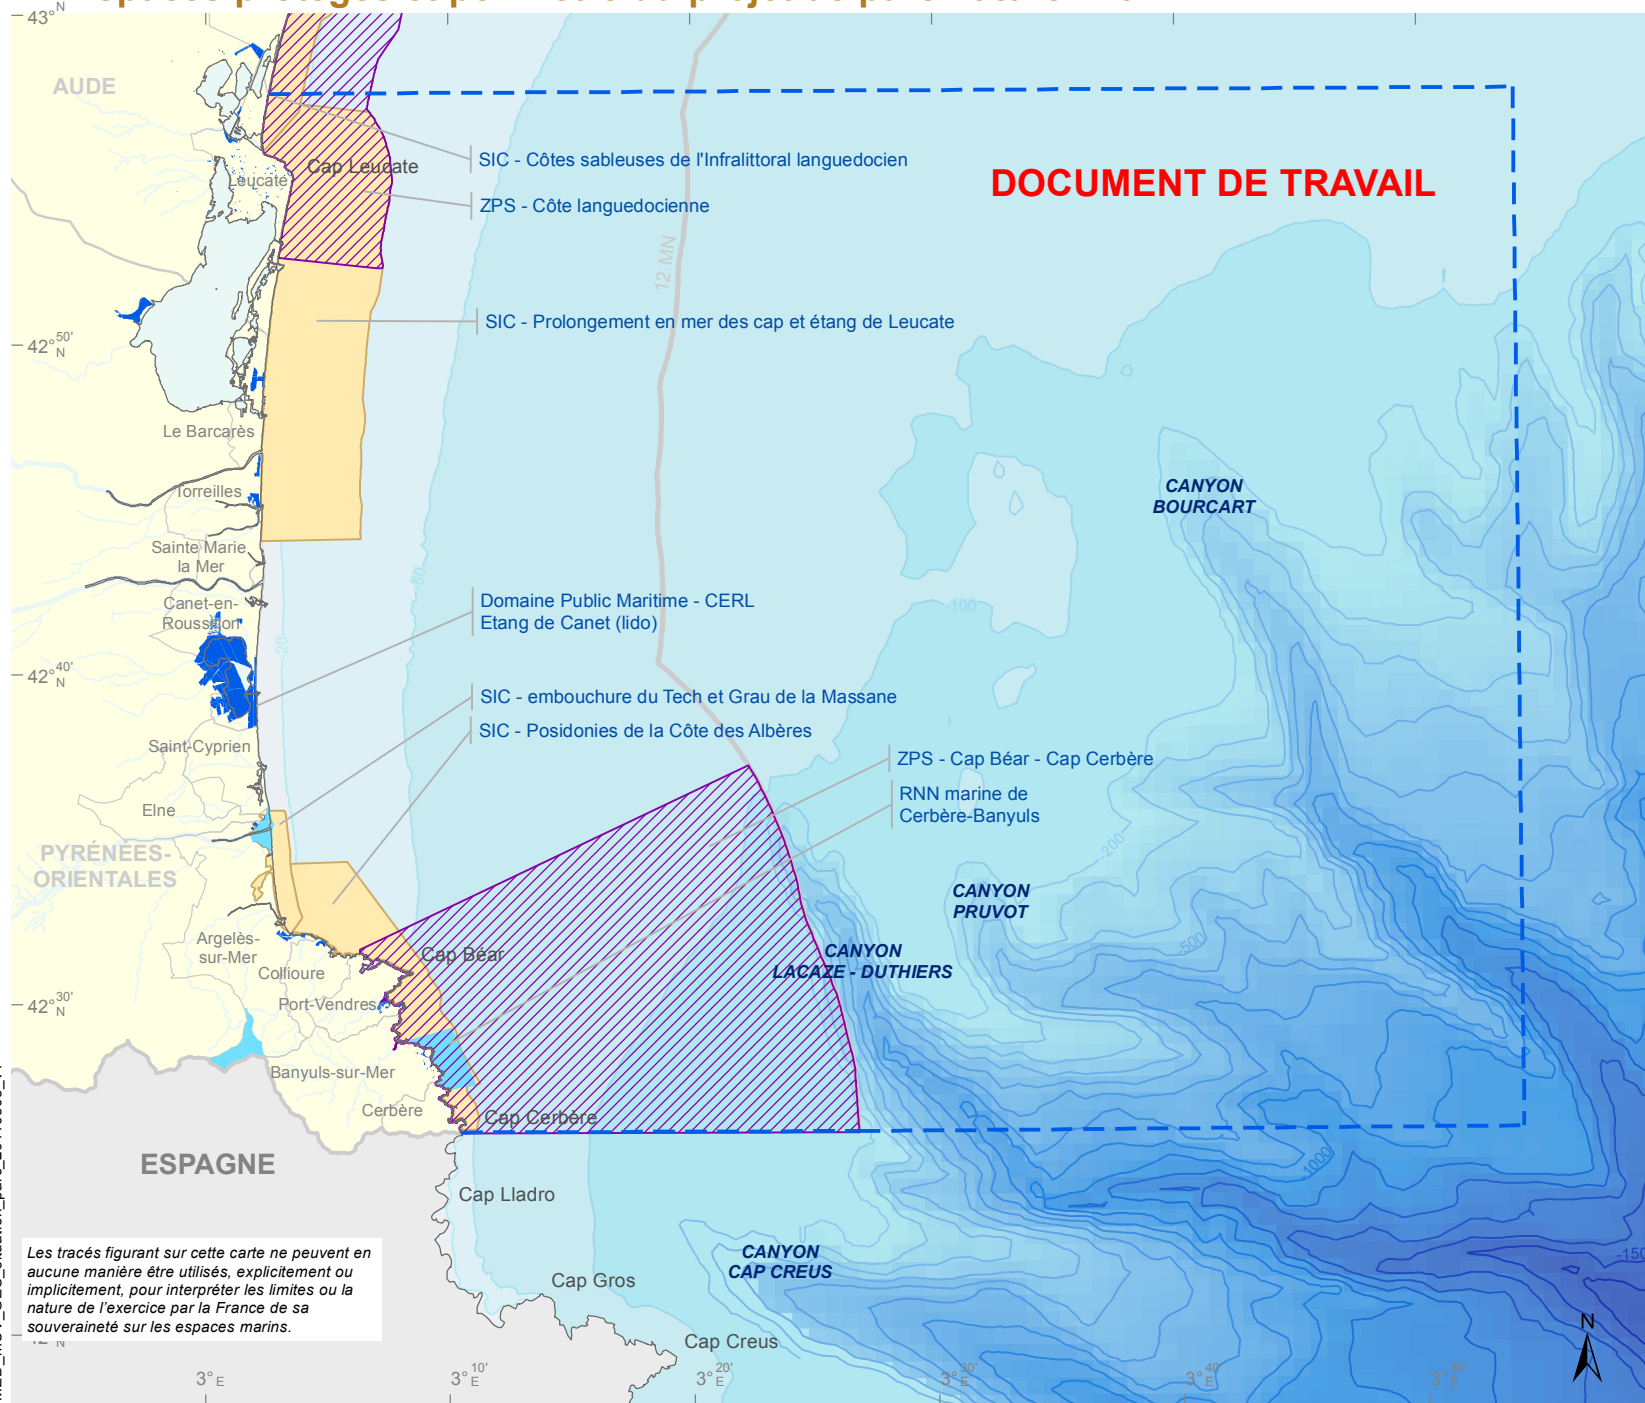 43° N
AUDE
SIC - Côtes sableuses de l'Infralittoral languedocien
Cap Leucate
DOCUMENT DE TRAVAIL
Leucate
ZPS - Côte languedocienne
12 MN
SIC - Prolongement en mer des cap et étang de Leucate
42° 50' N
Le Barcarès
Torreilles
CANYON
BOURCART
Sainte Marie
la Mer
-50
Canet-en-
Roussillon
Domaine Public Maritime - CERL
Etang de Canet (lido)
-100
-20
42° 40' N
SIC - embouchure du Tech et Grau de la Massane
SIC - Posidonies de la Côte des Albères
Saint-Cyprien
ZPS - Cap Béar - Cap Cerbère
RNN marine de
Cerbère-Banyuls
Elne
PYRÉNÉES-
ORIENTALES
-200
CANYON
PRUVOT
Argelès-
sur-Mer
Cap Béar
CANYON
LACAZE - DUTHIERS
-500
Collioure
Port-Vendres
42° 30' N
Banyuls-sur-Mer
Cerbère
Cap Cerbère
ESPAGNE
-1000
Cap Lladro
Les tracés figurant sur cette carte ne peuvent en
aucune manière être utilisés, explicitement ou
implicitement, pour interpréter les limites ou la
nature de l'exercice par la France de sa
souveraineté sur les espaces marins.
CANYON
CAP CREUS
-150
Cap Gros
Cap Creus
N
3° E
3° 10' E
3° 20' E
3° 30' E
3° 40' E